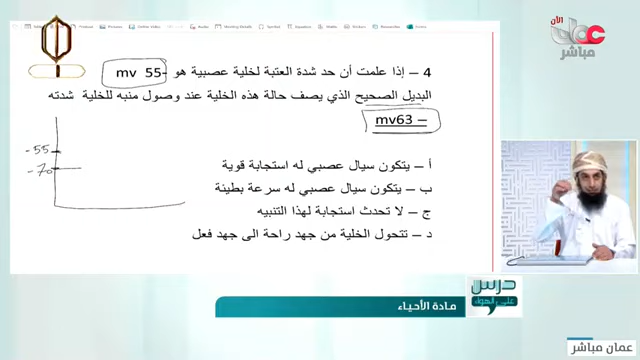 الآن
عمان
مباشر
4 – إذا علمت أن حد شدة العتبة لخلية عصبية هو -55 mv
البديل الصحيح الذي يصف حالة هذه الخلية عند وصول منبه للخلية شدته
– mv63
-55
-70
أ – يتكون سيال عصبي له استجابة قوية
ب – يتكون سيال عصبي له سرعة بطيئة
ج – لا تحدث استجابة لهذا التنبيه
د – تتحول الخلية من جهد راحة الى جهد فعل
درس
على الهواء
مادة الأحياء
عمان مباشر